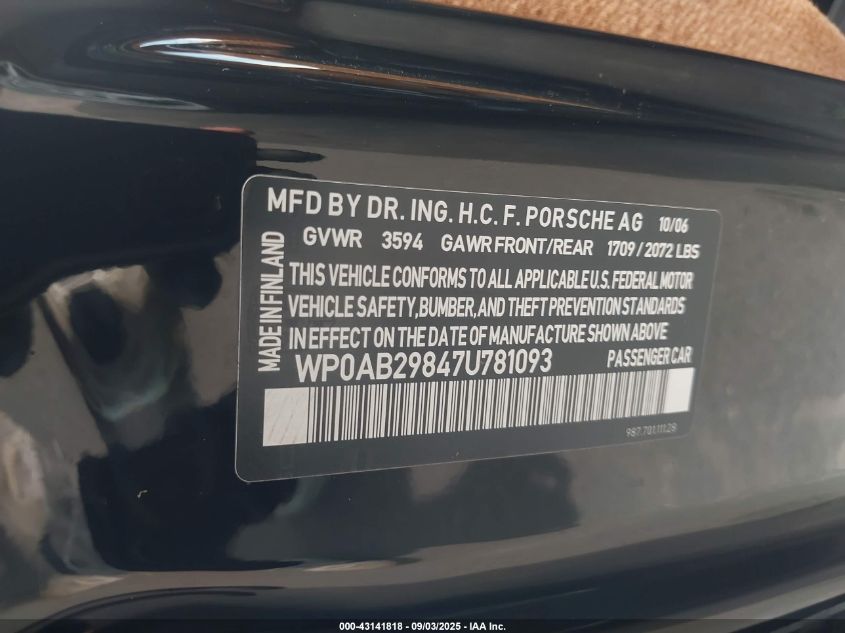 MFD BY DR. ING. H.C. F. PORSCHE AG 10/06
GVWR 3594 GAWR FRONT/REAR 1709 / 2072 LBS
THIS VEHICLE CONFORMS TO ALL APPLICABLE U.S. FEDERAL MOTOR
VEHICLE SAFETY, BUMBER, AND THEFT PREVENTION STANDARDS
IN EFFECT ON THE DATE OF MANUFACTURE SHOWN ABOVE
WP0AB29847U781093 PASSENGER CAR
MADE IN FINLAND
987.701.111.28
000-43141818 - 09/03/2025 - IAA Inc.